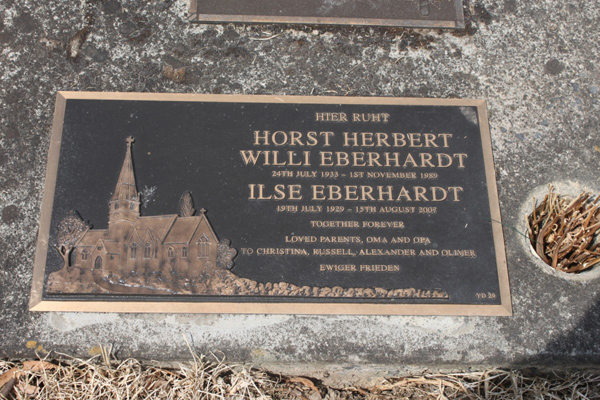 HIER RUHT
HORST HERBERT
WILLI EBERHARDT
24TH JULY 1933 - 1ST NOVEMBER 1989
ILSE EBERHARDT
19TH JULY 1929 - 15TH AUGUST 2007
TOGETHER FOREVER
LOVED PARENTS, OMA AND OPA
TO CHRISTINA, RUSSELL, ALEXANDER AND OLIVER
EWIGER FRIEDEN